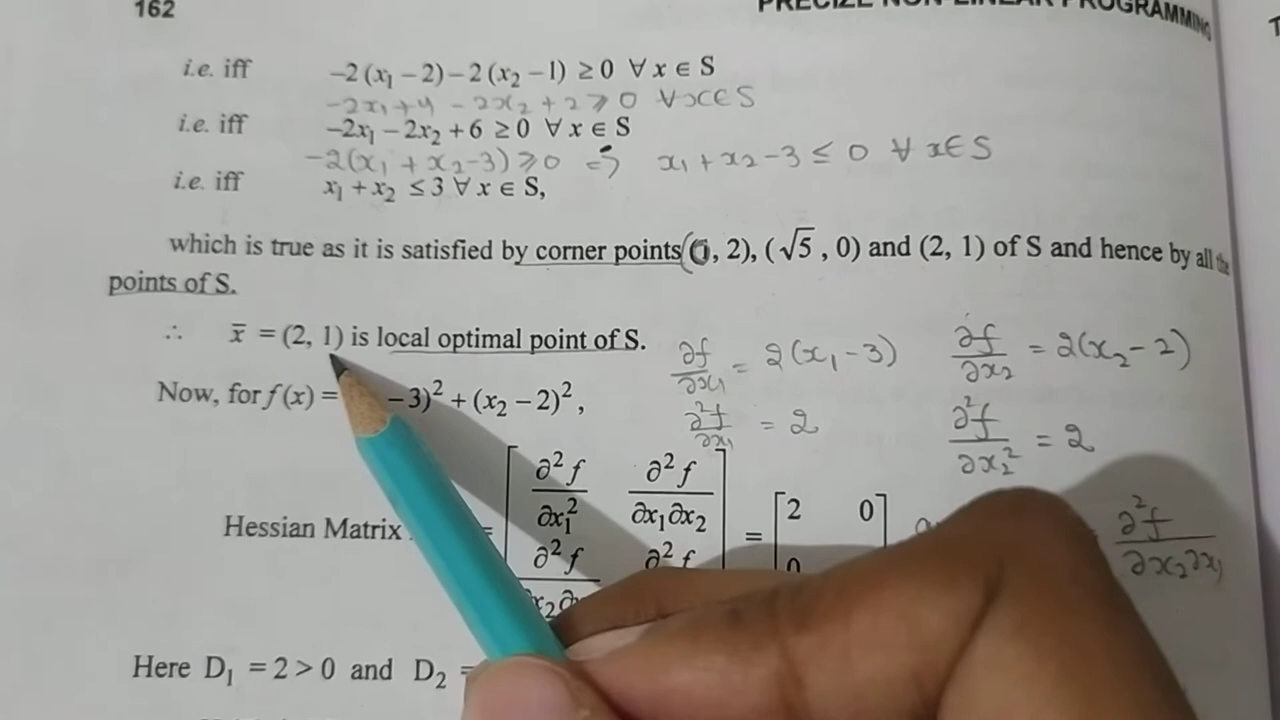 162 PRECIZE NON-LINEAR PROGRAMMING
i.e. iff −2(x₁ − 2) − 2(x₂ − 1) ≥ 0 ∀ x ∈ S
−2x₁ + 4 − 2x₂ + 2 ≥ 0 ∀ x ∈ S
i.e. iff −2x₁ − 2x₂ + 6 ≥ 0 ∀ x ∈ S
−2(x₁ + x₂ − 3) ≥ 0 ⇒ x₁ + x₂ − 3 ≤ 0 ∀ x ∈ S
i.e. iff x₁ + x₂ ≤ 3 ∀ x ∈ S,
which is true as it is satisfied by corner points (0, 2), (√5, 0) and (2, 1) of S and hence by all the
points of S.
∴ x̄ = (2, 1) is local optimal point of S.
∂f/∂x₁ = 2(x₁ − 3) ∂f/∂x₂ = 2(x₂ − 2)
Now, for f(x) = − 3)² + (x₂ − 2)²,
∂²f/∂x₁ = 2 ∂²f/∂x₂² = 2
Hessian Matrix = [∂²f/∂x₁² ∂²f/∂x₁∂x₂ = [2 0]
∂²f ∂²f 0
∂²f/∂x₂∂x₁
Here D₁ = 2 > 0 and D₂ =